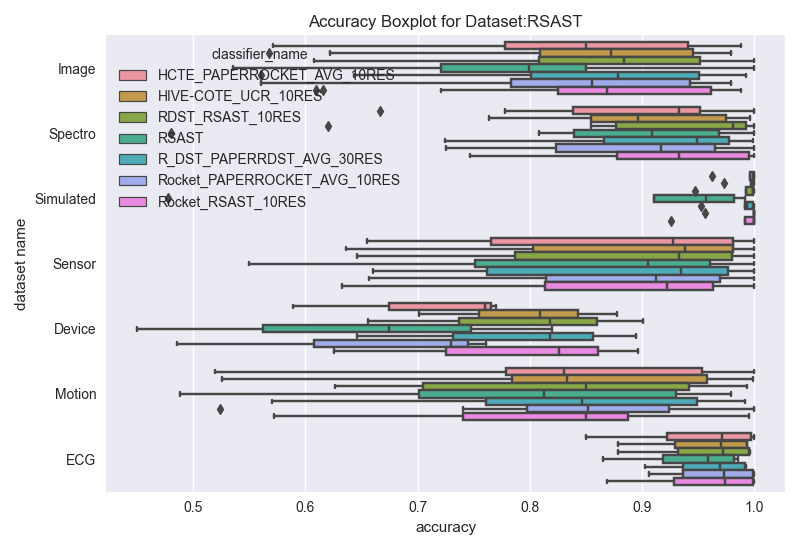 Accuracy Boxplot for Dataset:RSAST
classifier_name
HCTE_PAPERROCKET_AVG_10RES
HIVE-COTE_UCR_10RES
RDST_RSAST_10RES
RSAST
R_DST_PAPERRDST_AVG_30RES
Rocket_PAPERROCKET_AVG_10RES
Rocket_RSAST_10RES
dataset name
Image
Spectro
Simulated
Sensor
Device
Motion
ECG
0.5 0.6 0.7 0.8 0.9 1.0
accuracy